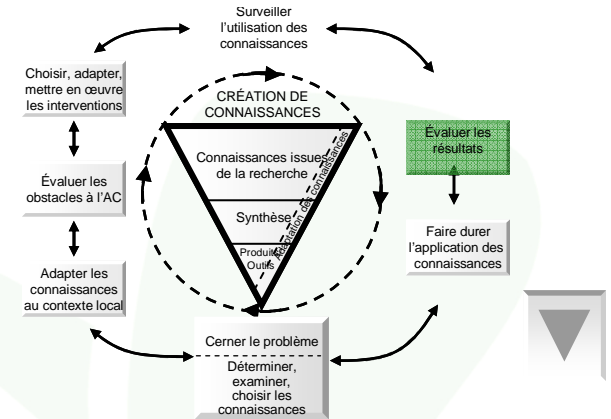 Surveiller
l'utilisation des
connaissances
Choisir, adapter,
mettre en œuvre
les interventions
CRÉATION DE
CONNAISSANCES
Connaissances issues
de la recherche
Adaptation des connaissances
Synthèse
Produits
Outils
Évaluer les
résultats
Évaluer les
obstacles à l'AC
Faire durer
l'application des
connaissances
Adapter les
connaissances
au contexte local
Cerner le problème
Déterminer,
examiner,
choisir les
connaissances